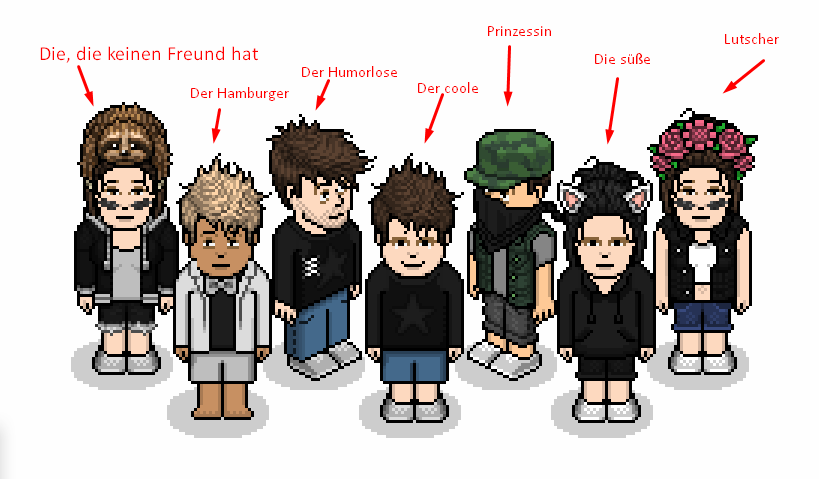 Die, die keinen Freund hat
Der Hamburger
Der Humorlose
Der coole
Prinzessin
Die süße
Lutscher